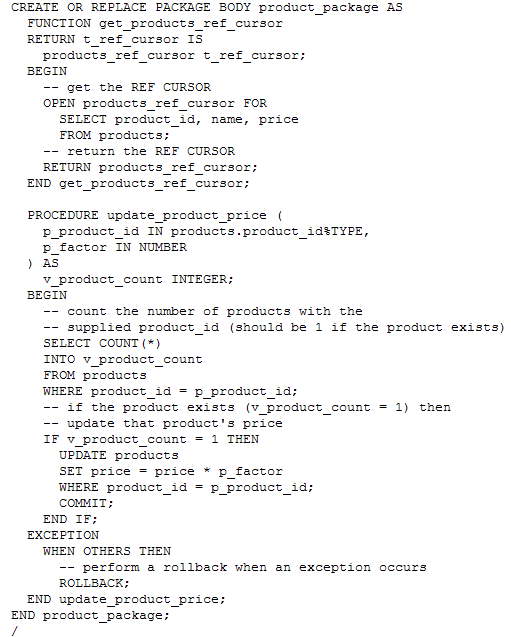 CREATE OR REPLACE PACKAGE BODY product_package AS
  FUNCTION get_products_ref_cursor
  RETURN t_ref_cursor IS
    products_ref_cursor t_ref_cursor;
  BEGIN
    -- get the REF CURSOR
    OPEN products_ref_cursor FOR
      SELECT product_id, name, price
      FROM products;
    -- return the REF CURSOR
    RETURN products_ref_cursor;
  END get_products_ref_cursor;

  PROCEDURE update_product_price (
    p_product_id IN products.product_id%TYPE,
    p_factor IN NUMBER
  ) AS
    v_product_count INTEGER;
  BEGIN
    -- count the number of products with the
    -- supplied product_id (should be 1 if the product exists)
    SELECT COUNT(*)
    INTO v_product_count
    FROM products
    WHERE product_id = p_product_id;
    -- if the product exists (v_product_count = 1) then
    -- update that product's price
    IF v_product_count = 1 THEN
      UPDATE products
      SET price = price * p_factor
      WHERE product_id = p_product_id;
      COMMIT;
    END IF;
  EXCEPTION
    WHEN OTHERS THEN
      -- perform a rollback when an exception occurs
      ROLLBACK;
  END update_product_price;
END product_package;
/